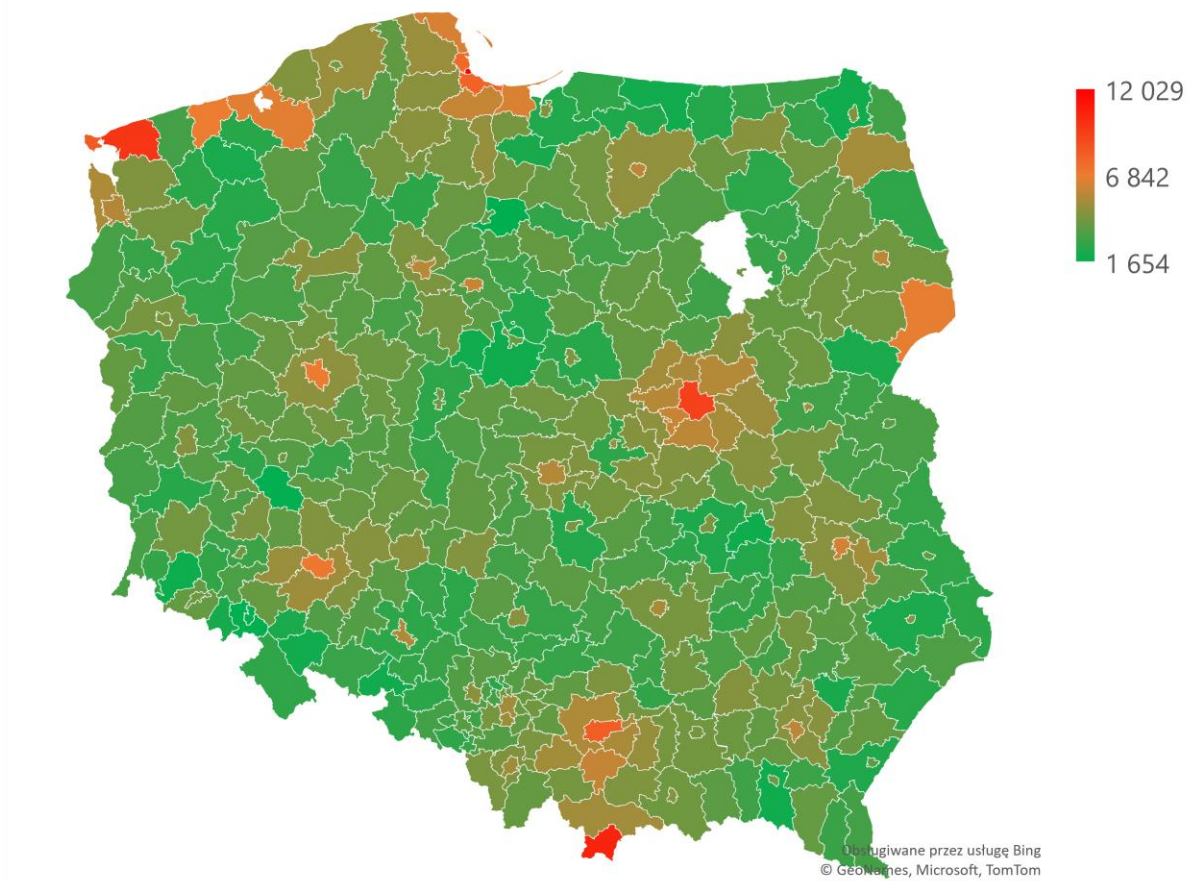 12 029
6 842
1 654
Obsługiwane przez usługę Bing
© GeoNames, Microsoft, TomTom